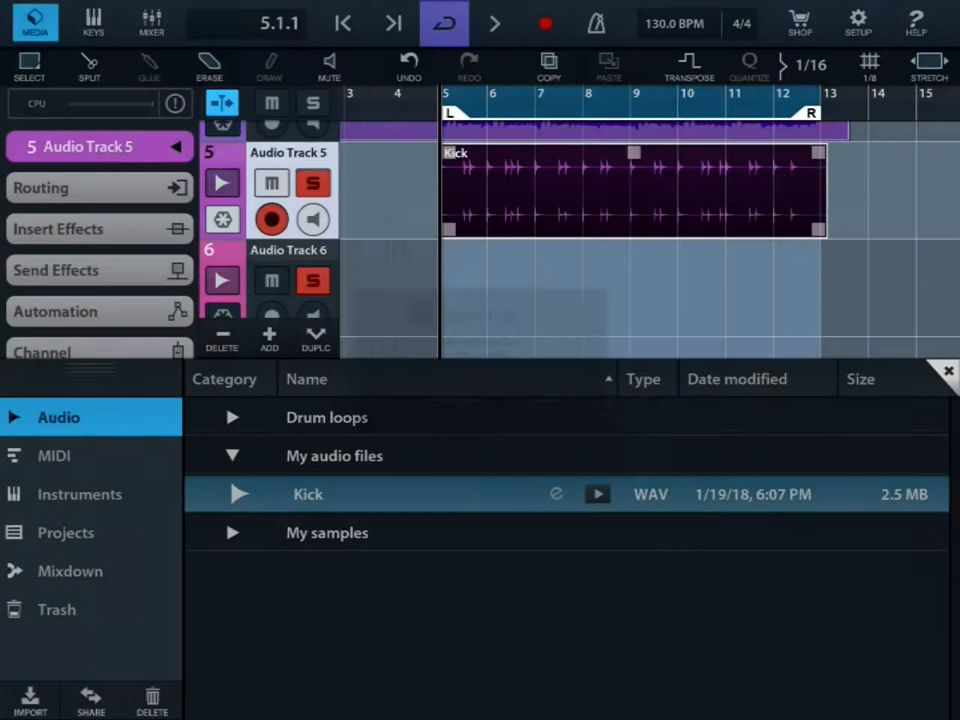 5.1.1
130.0 BPM
4/4
MEDIA
KEYS
MIXER
SHOP
SETUP
? HELP
SELECT
SPLIT
GLUE
ERASE
DRAW
MUTE
UNDO
REDO
COPY
PASTE
TRANSPOSE
QUANTIZE
1/16
1/8
STRETCH
CPU
M
S
3 4 5 6 7 8 9 10 11 12 13 14 15
L
R
5 Audio Track 5
5
Audio Track 5
Kick
M
S
Routing
Insert Effects
Send Effects
Automation
Channel
6
Audio Track 6
M
S
DELETE
ADD
DUPLC
Category
Name
Type
Date modified
Size
Audio
Drum loops
MIDI
My audio files
Instruments
Kick
WAV
1/19/18, 6:07 PM
2.5 MB
Projects
My samples
Mixdown
Trash
IMPORT
SHARE
DELETE